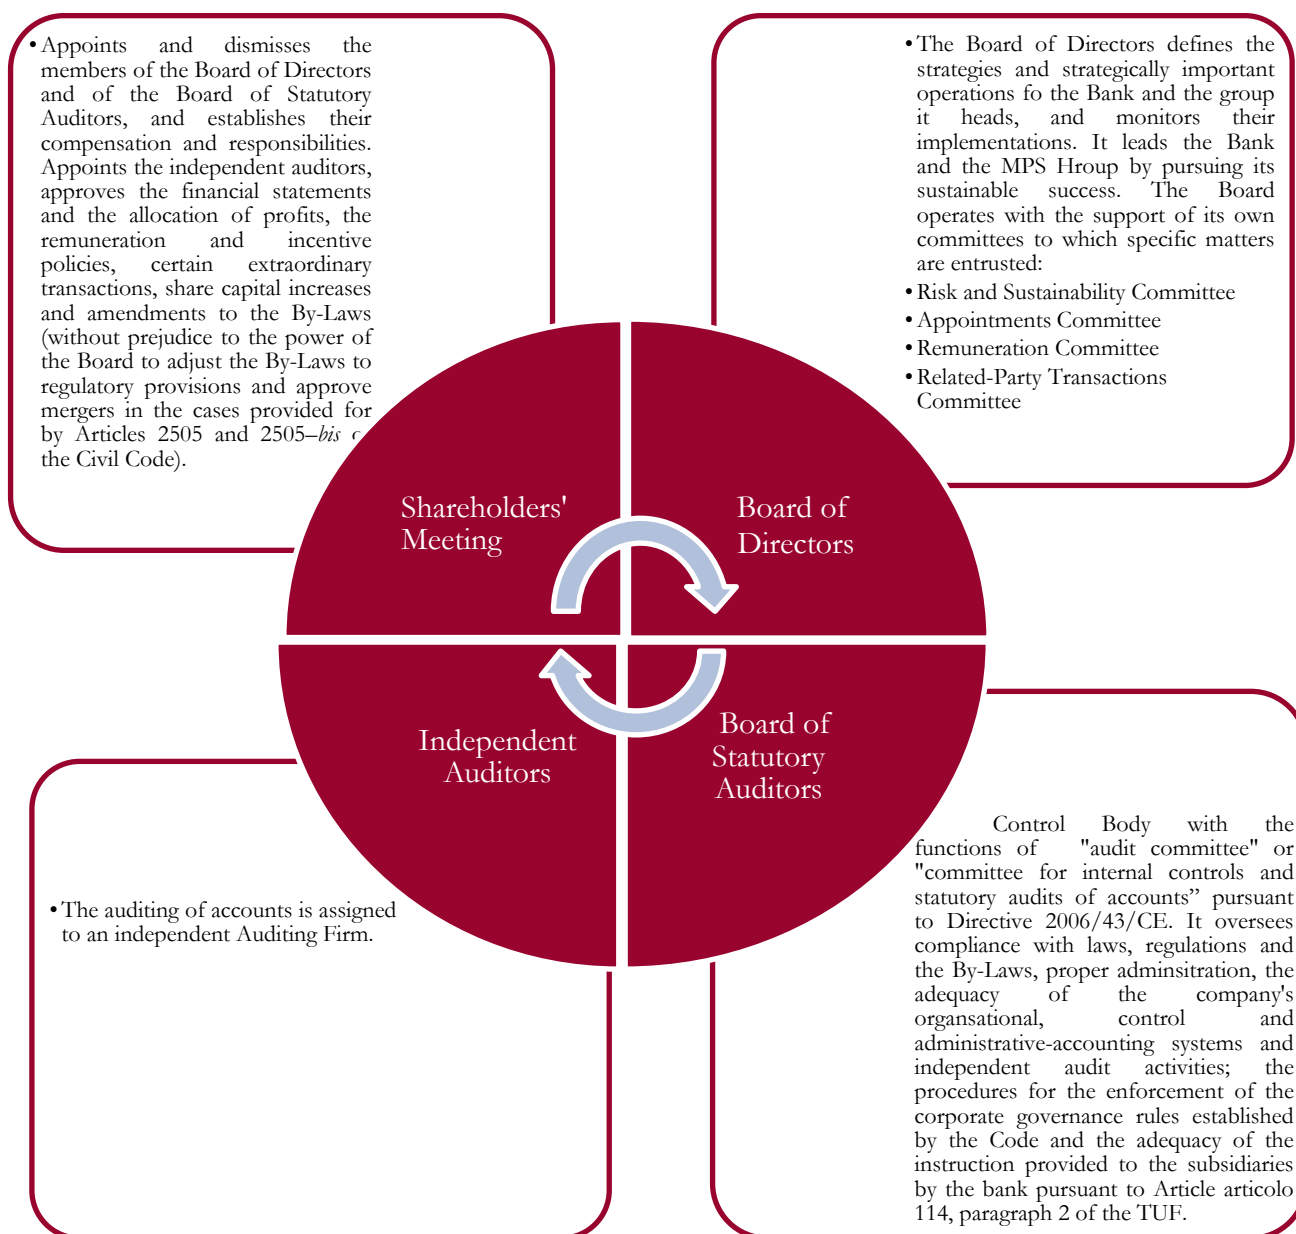 •Appoints and dismisses the
members of the Board of Directors
and of the Board of Statutory
Auditors, and establishes their
compensation and responsibilities.
Appoints the independent auditors,
approves the financial statements
and the allocation of profits, the
remuneration and incentive
policies, certain extraordinary
transactions, share capital increases
and amendments to the By-Laws
(without prejudice to the power of
the Board to adjust the By-Laws to
regulatory provisions and approve
mergers in the cases provided for
by Articles 2505 and 2505–bis
the Civil Code).
•The Board of Directors defines the
strategies and strategically important
operations fo the Bank and the group
it heads, and monitors their
implementations. It leads the Bank
and the MPS Hroup by pursuing its
sustainable success. The Board
operates with the support of its own
committees to which specific matters
are entrusted:
•Risk and Sustainability Committee
•Appointments Committee
•Remuneration Committee
•Related-Party Transactions
Committee
Shareholders'
Meeting
Board of
Directors
Independent
Auditors
Board of
Statutory
Auditors
•The auditing of accounts is assigned
to an independent Auditing Firm.
Control Body with the
functions of "audit committee" or
"committee for internal controls and
statutory audits of accounts” pursuant
to Directive 2006/43/CE. It oversees
compliance with laws, regulations and
the By-Laws, proper adminsitration, the
adequacy of the company's
organsational, control and
administrative-accounting systems and
independent audit activities; the
procedures for the enforcement of the
corporate governance rules established
by the Code and the adequacy of the
instruction provided to the subsidiaries
by the bank pursuant to Article articolo
114, paragraph 2 of the TUF.